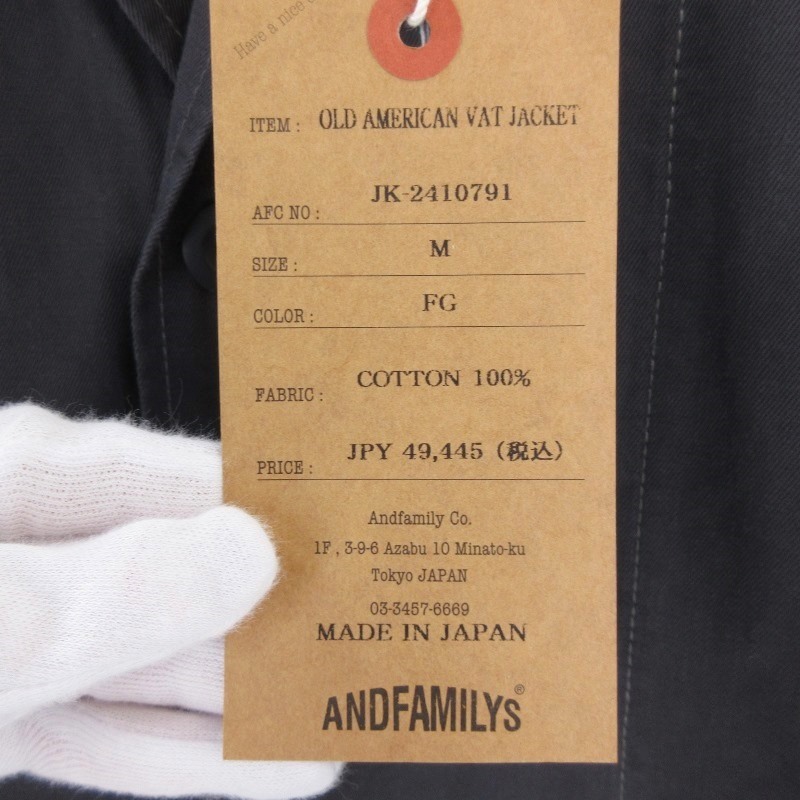 Have a nice
ITEM : OLD AMERICAN VAT JACKET
AFC NO : JK-2410791
SIZE : M
COLOR : FG
FABRIC : COTTON 100%
PRICE : JPY 49,445 (税込)
Andfamily Co.
1F , 3-9-6 Azabu 10 Minato-ku
Tokyo JAPAN
03-3457-6669
MADE IN JAPAN
ANDFAMILYS®